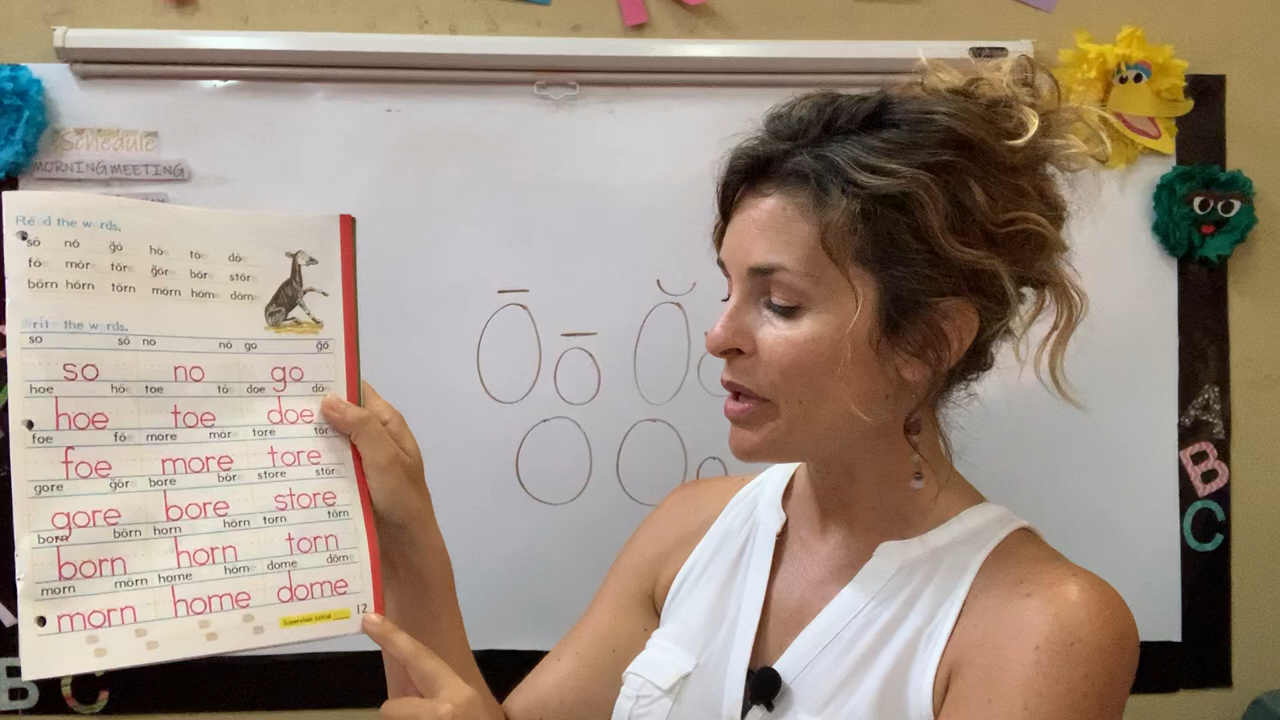 Schedule
MORNING MEETING
Read the words.
sō nō gō hōe tōe dōe
fōe mōre tōre gōre bōre stōre
bōrn hōrn tōrn mōrn hōme dōme
Write the words.
so sō no nō go gō
so no go
hoe hōe toe tōe doe dōe
hoe toe doe
foe fōe more mōre tore tōre
foe more tore
gore gōre bore bōre store stōre
gore bore store
born bōrn horn hōrn torn tōrn
born horn torn
morn mōrn home hōme dome dōme
morn home dome
12
Ō ō Ŏ
O O o
A
B
C
B C